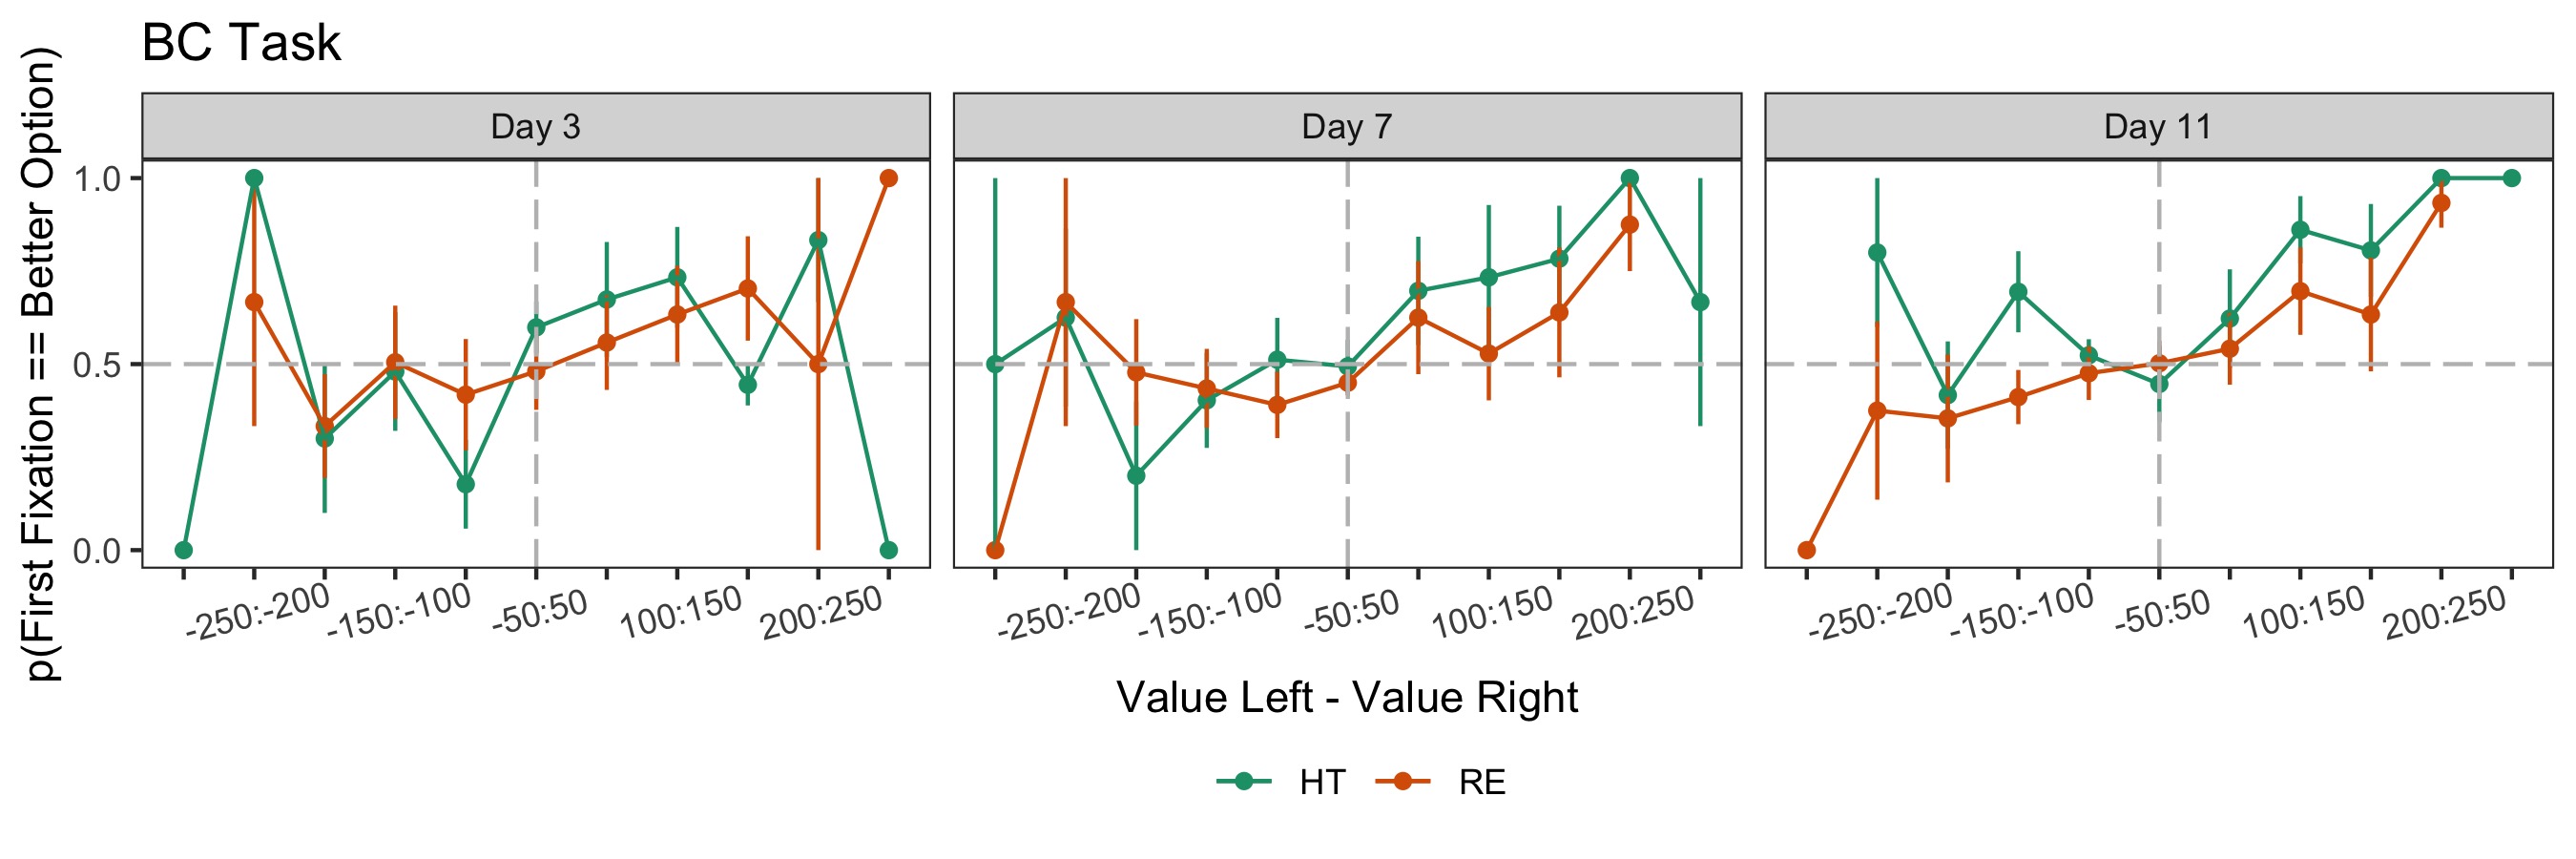 BC Task
p(First Fixation == Better Option)
Day 3
Day 7
Day 11
1.0
0.5
0.0
-250:-200 -150:-100 -50:50 100:150 200:250
-250:-200 -150:-100 -50:50 100:150 200:250
-250:-200 -150:-100 -50:50 100:150 200:250
Value Left - Value Right
HT RE